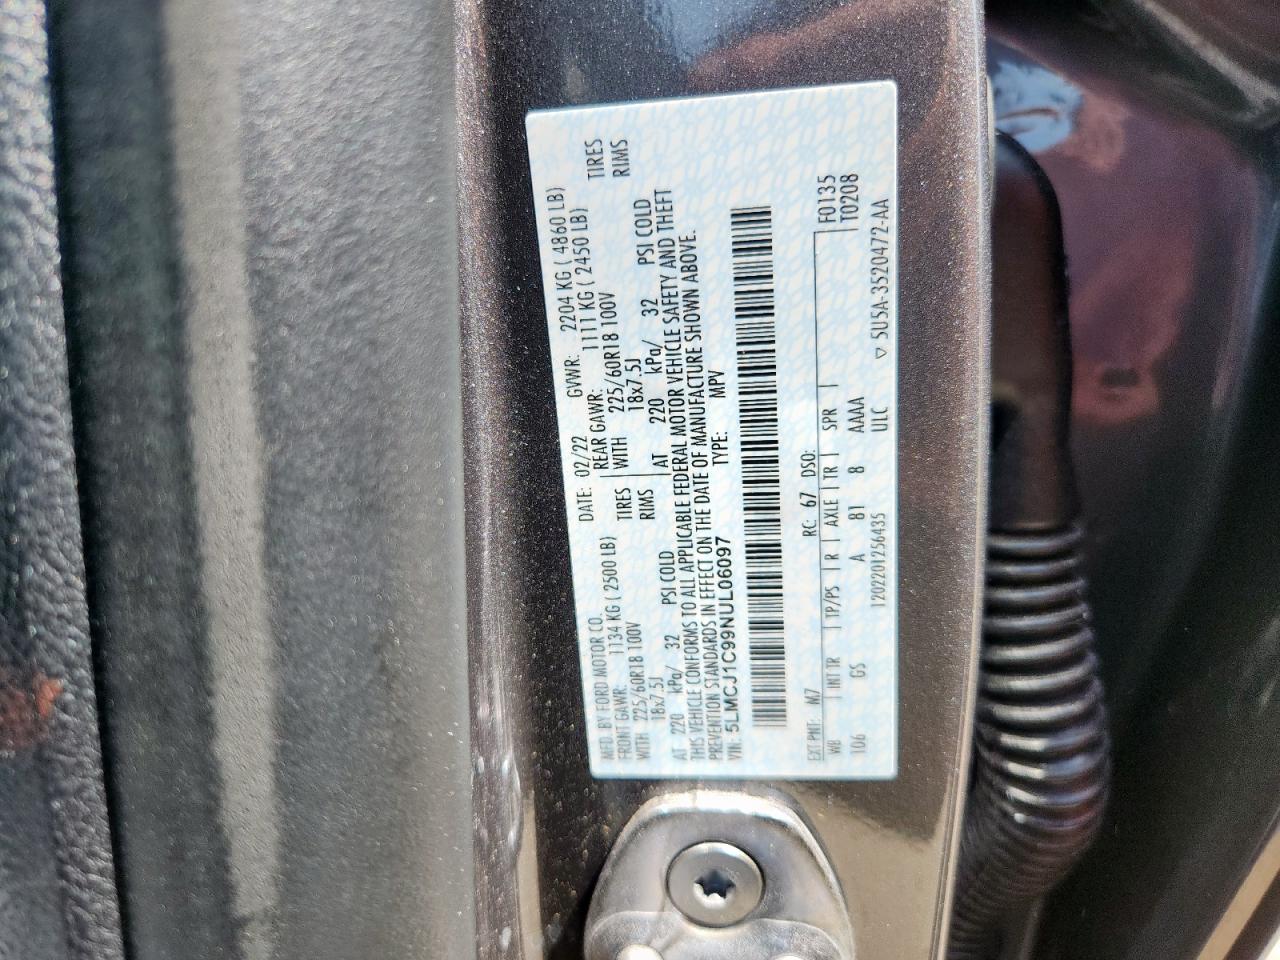 MFD. BY FORD MOTOR CO.
DATE: 02/22 GVWR: 2204 KG ( 4860 LB)
FRONT GAWR: 1134 KG ( 2500 LB) REAR GAWR: 1111 KG ( 2450 LB)
WITH 225/60R18 100V TIRES WITH 225/60R18 100V TIRES
18x7.5J RIMS 18x7.5J RIMS
AT 220 kPa/ 32 PSI COLD AT 220 kPa/ 32 PSI COLD
THIS VEHICLE CONFORMS TO ALL APPLICABLE FEDERAL MOTOR VEHICLE SAFETY AND THEFT
PREVENTION STANDARDS IN EFFECT ON THE DATE OF MANUFACTURE SHOWN ABOVE.
VIN: 5LMCJ1C99NUL06097 TYPE: MPV
F0135
EXT PNT: M7 RC: 67 DSO: T0208
WB INT TR TP/PS R AXLE TR SPR
106 GS A 81 8 AAAA
1202201256435 ULC ▽ 5U5A-3520472-AA